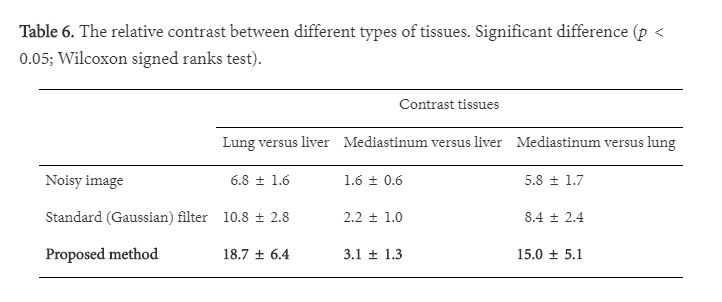 Table 6. The relative contrast between different types of tissues. Significant difference (p <
0.05; Wilcoxon signed ranks test).
Contrast tissues
Lung versus liver Mediastinum versus liver Mediastinum versus lung
Noisy image 6.8 ± 1.6 1.6 ± 0.6 5.8 ± 1.7
Standard (Gaussian) filter 10.8 ± 2.8 2.2 ± 1.0 8.4 ± 2.4
Proposed method 18.7 ± 6.4 3.1 ± 1.3 15.0 ± 5.1